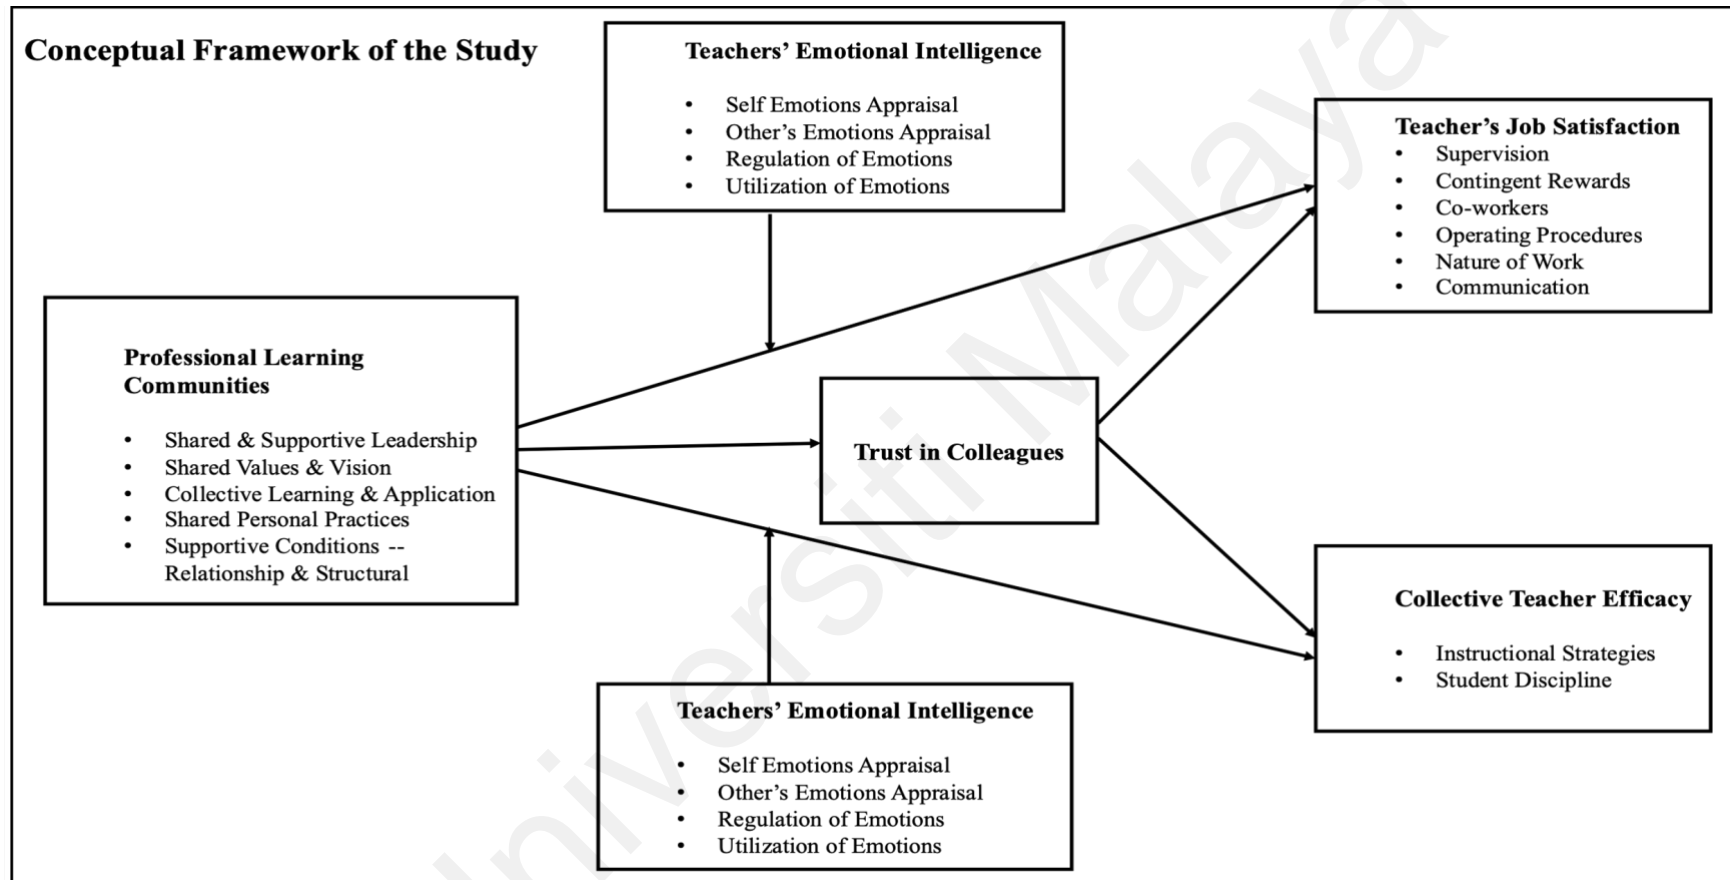 Conceptual Framework of the Study
Teachers’ Emotional Intelligence
• Self Emotions Appraisal
• Other’s Emotions Appraisal
• Regulation of Emotions
• Utilization of Emotions
Teacher’s Job Satisfaction
• Supervision
• Contingent Rewards
• Co-workers
• Operating Procedures
• Nature of Work
• Communication
Professional Learning
Communities
• Shared & Supportive Leadership
• Shared Values & Vision
• Collective Learning & Application
• Shared Personal Practices
• Supportive Conditions --
Relationship & Structural
Trust in Colleagues
Collective Teacher Efficacy
• Instructional Strategies
• Student Discipline
Teachers’ Emotional Intelligence
• Self Emotions Appraisal
• Other’s Emotions Appraisal
• Regulation of Emotions
• Utilization of Emotions
Universiti Malaya